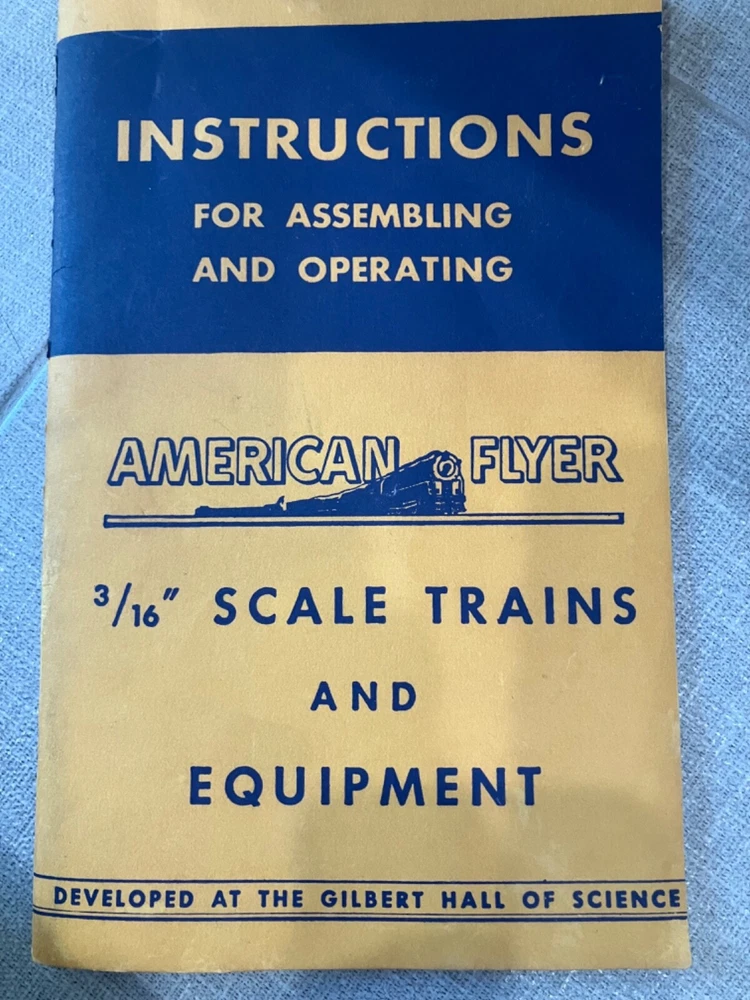 INSTRUCTIONS
FOR ASSEMBLING
AND OPERATING
AMERICAN FLYER
3/16" SCALE TRAINS
AND
EQUIPMENT
DEVELOPED AT THE GILBERT HALL OF SCIENCE